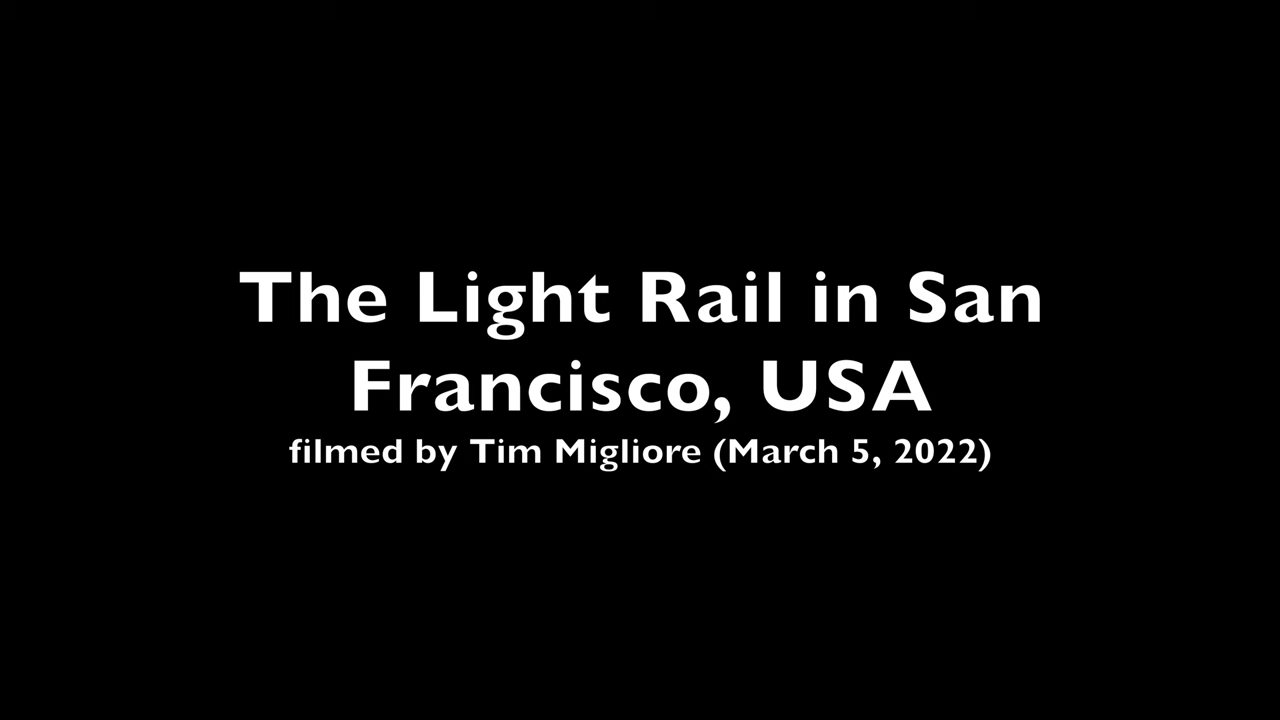 The Light Rail in San
Francisco, USA
filmed by Tim Migliore (March 5, 2022)